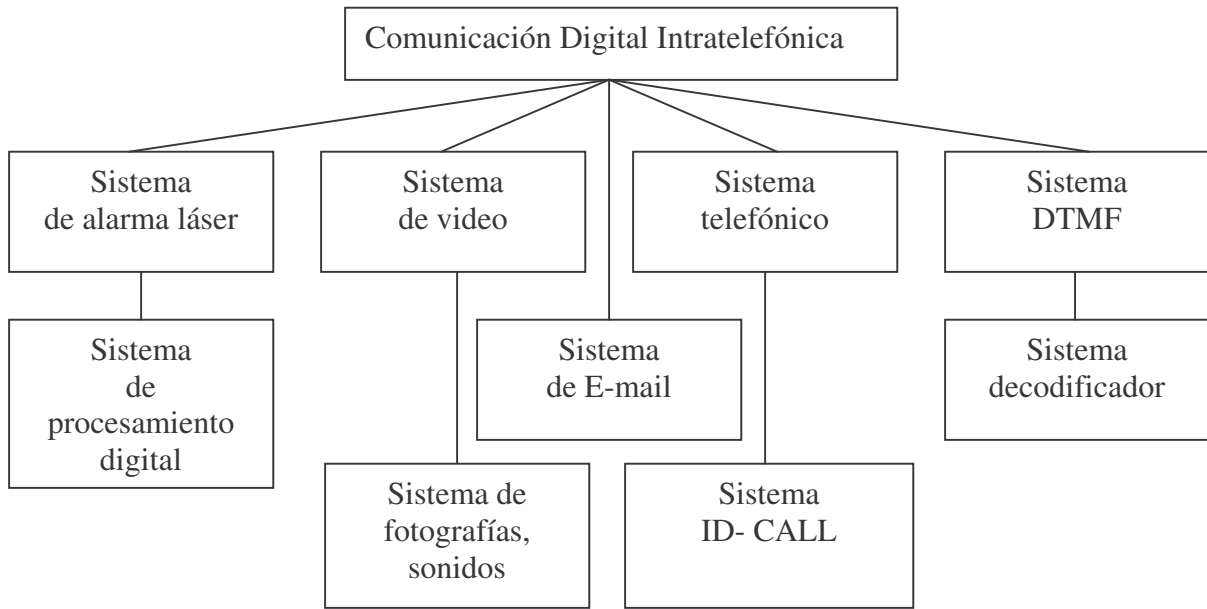 Comunicación Digital Intratelefónica
Sistema
de alarma láser
Sistema
de video
Sistema
telefónico
Sistema
DTMF
Sistema
de
procesamiento
digital
Sistema
de E-mail
Sistema
decodificador
Sistema de
fotografías,
sonidos
Sistema
ID- CALL